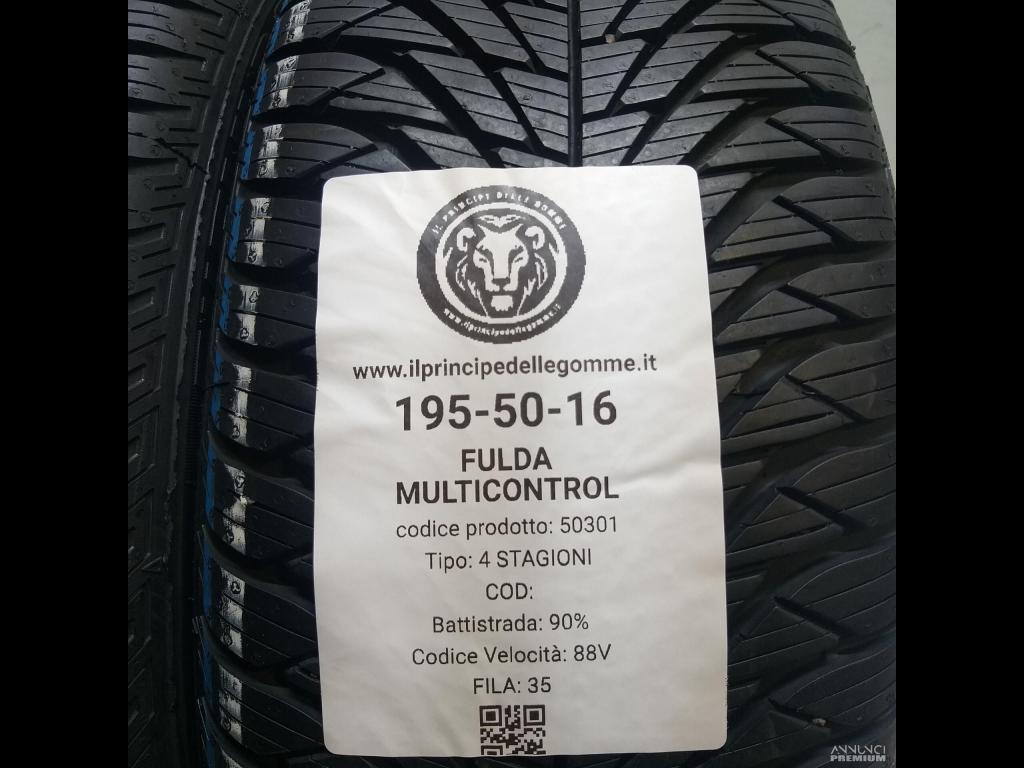 IL PRINCIPE DELLE GOMME
www.ilprincipedellegomme.it
www.ilprincipedellegomme.it
195-50-16
FULDA
MULTICONTROL
codice prodotto: 50301
Tipo: 4 STAGIONI
COD:
Battistrada: 90%
Codice Velocità: 88V
FILA: 35
ANNUNCI
PREMIUM